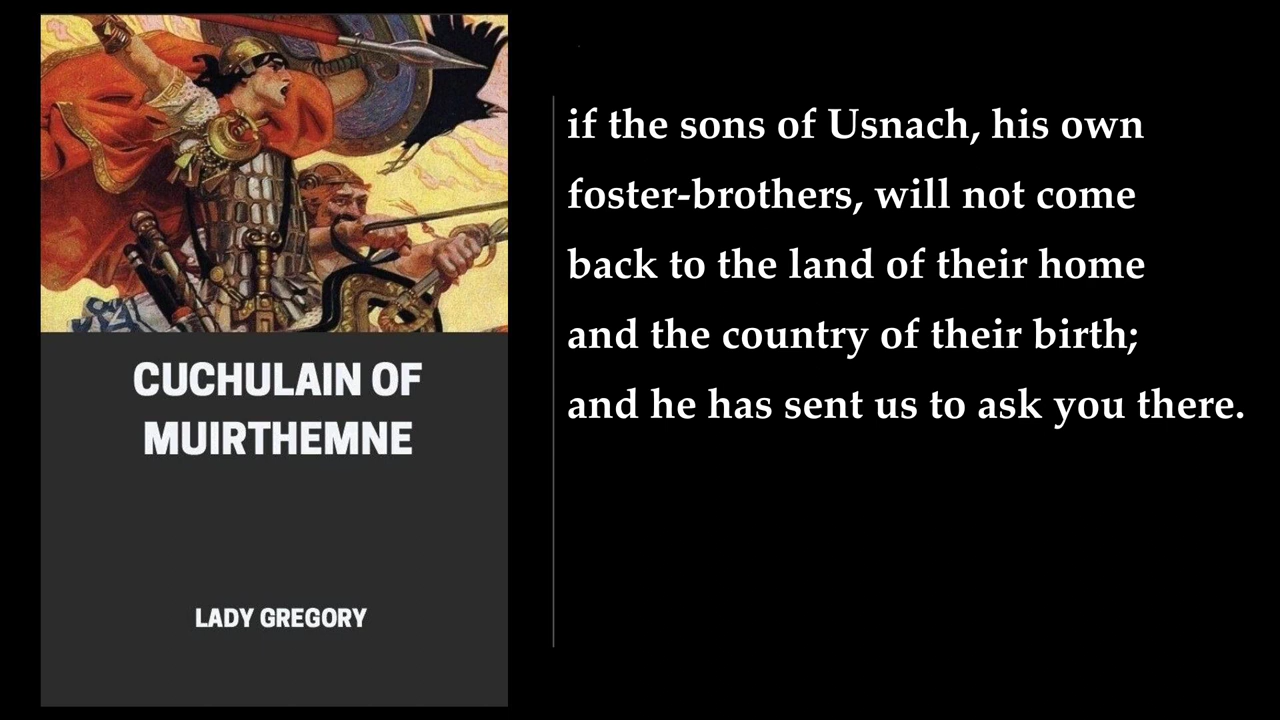 CUCHULAIN OF
MUIRTHEMNE
LADY GREGORY
if the sons of Usnach, his own
foster-brothers, will not come
back to the land of their home
and the country of their birth;
and he has sent us to ask you there.